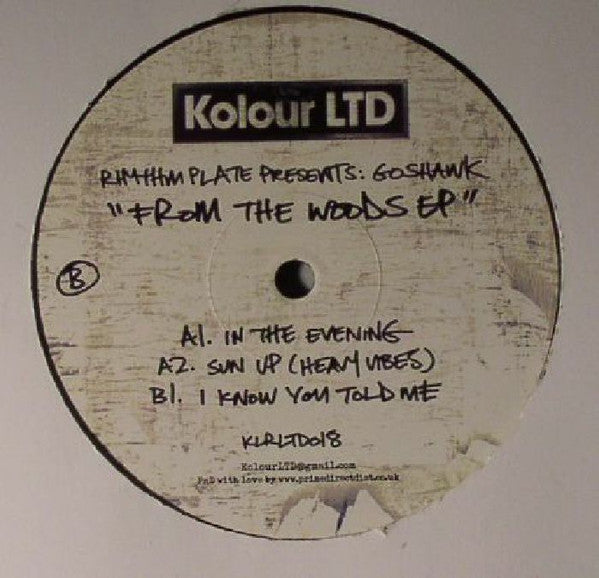 Kolour LTD
RHYTHM PLATE PRESENTS: GOSHAWK
"FROM THE WOODS EP"
B
A1. IN THE EVENING
A2. SUN UP (HEAVY VIBES)
B1. I KNOW YOU TOLD ME
KLRLTD018
KolourLTD@gmail.com
P&D with love by www.primedirectdist.co.uk